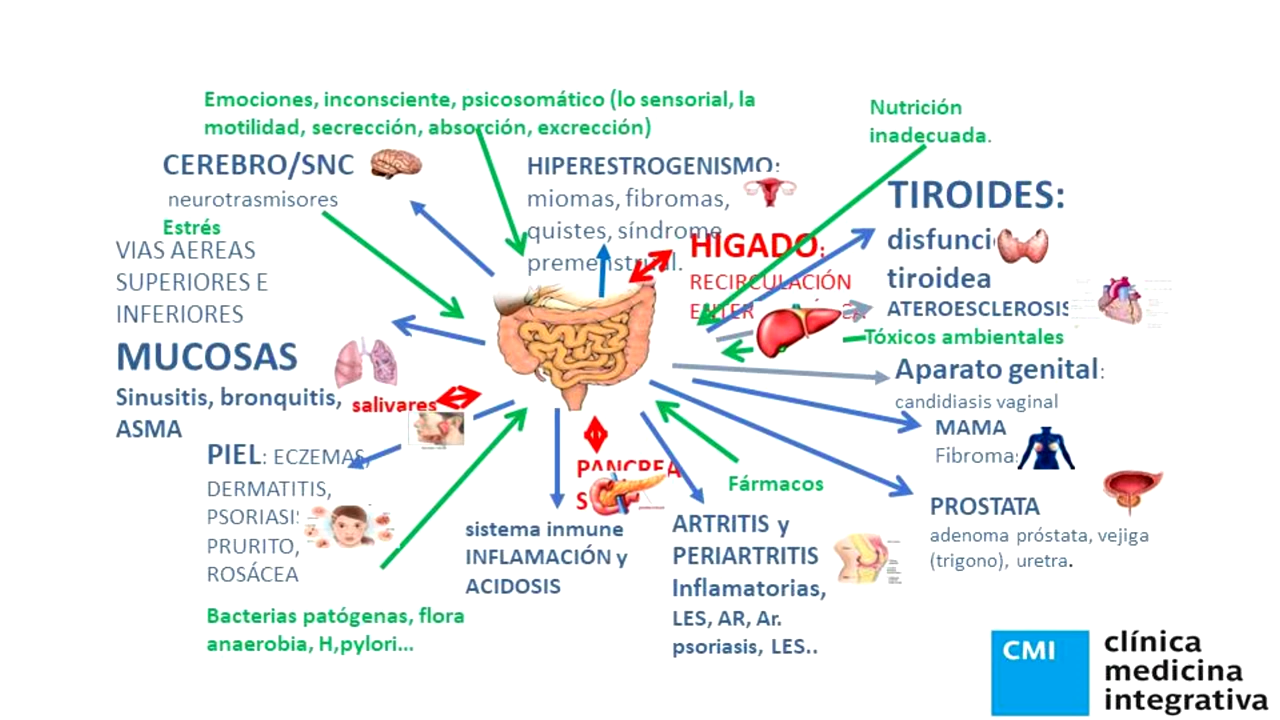 Emociones, inconsciente, psicosomático (lo sensorial, la
motilidad, secrección, absorción, excrección)
Nutrición
inadecuada.
CEREBRO/SNC
neurotrasmisores
Estrés
HIPERESTROGENISMO:
miomas, fibromas,
quistes, síndrome
premenstrual.
HIGADO:
RECIRCULACIÓN
TIROIDES:
disfunci
tiroidea
ATEROESCLEROSIS
Tóxicos ambientales
VIAS AEREAS
SUPERIORES E
INFERIORES
MUCOSAS
Sinusitis, bronquitis,
ASMA
salivares
Aparato genital:
candidiasis vaginal
MAMA
Fibroma
PIEL: ECZEMAS,
DERMATITIS,
PSORIASIS
PRURITO,
ROSÁCEA
PANCREA
S
Fármacos
PROSTATA
adenoma próstata, vejiga
(trigono), uretra.
sistema inmune
INFLAMACIÓN y
ACIDOSIS
ARTRITIS y
PERIARTRITIS
Inflamatorias,
LES, AR, Ar.
psoriasis, LES..
Bacterias patógenas, flora
anaerobia, H,pylori...
CMI
clínica
medicina
integrativa